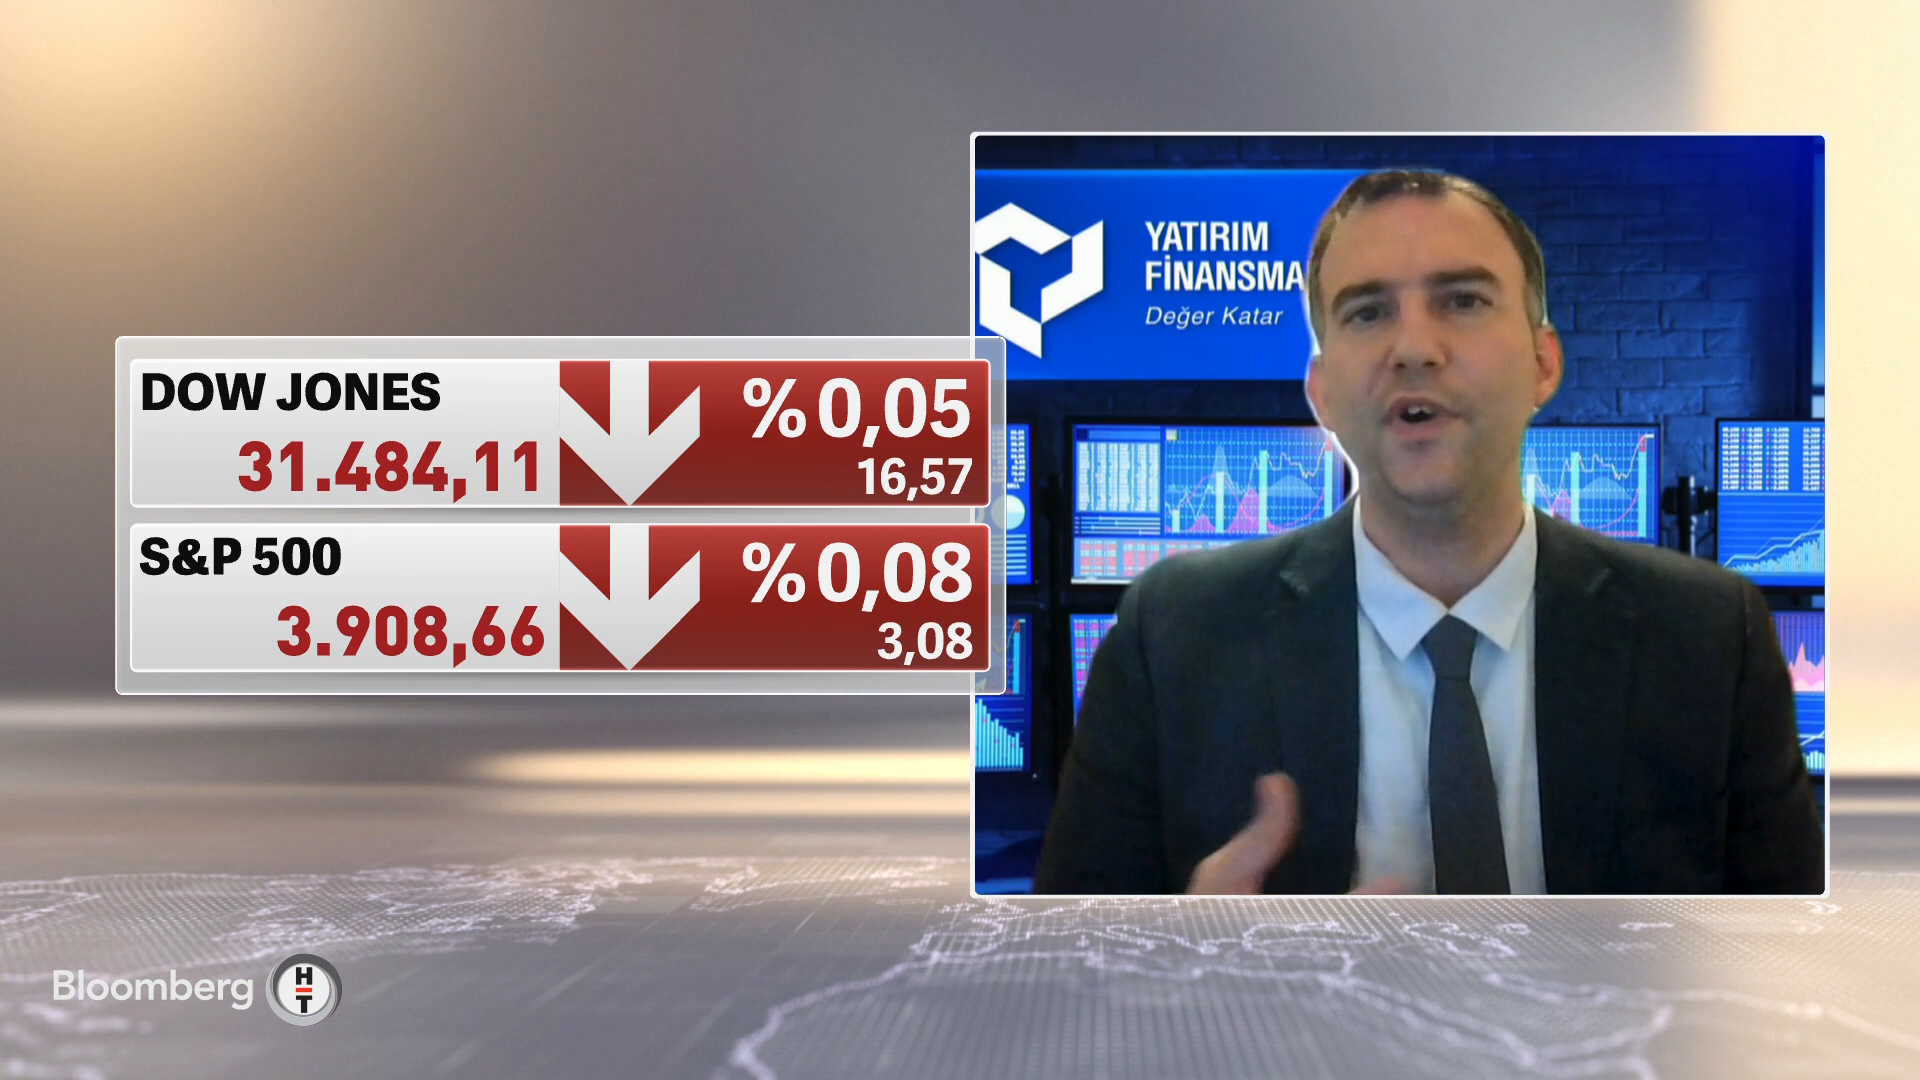 DOW JONES
31.484,11
%0,05
16,57
S&P 500
3.908,66
%0,08
3,08
YATIRIM
FİNANSMA
Değer Katar
Bloomberg HT